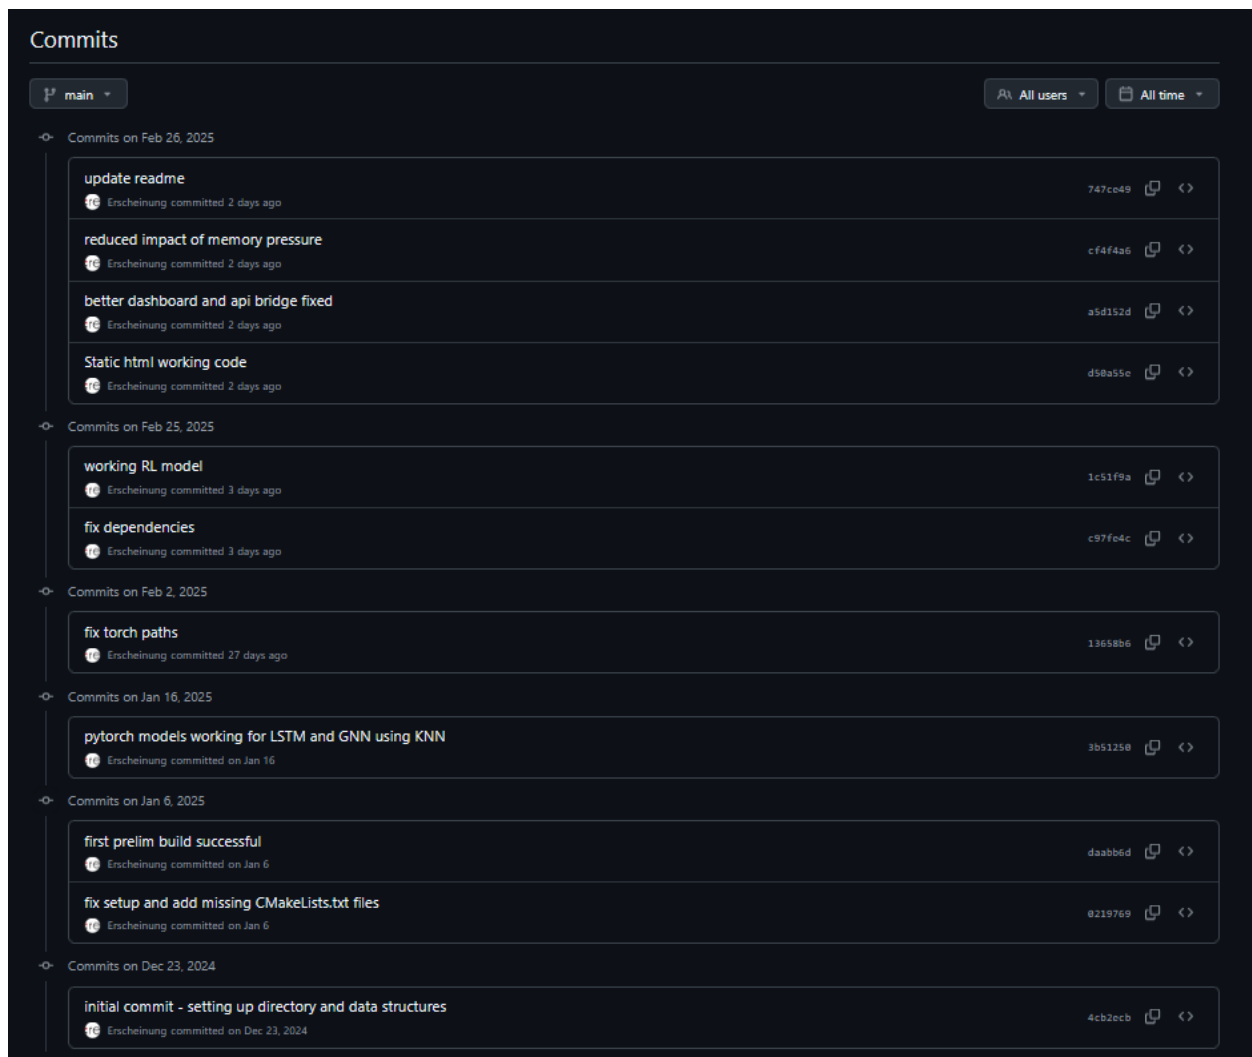 Commits
main
All users
All time
Commits on Feb 26, 2025
update readme
Erscheinung committed 2 days ago
747ce49
reduced impact of memory pressure
Erscheinung committed 2 days ago
cf4f4a6
better dashboard and api bridge fixed
Erscheinung committed 2 days ago
a5d152d
Static html working code
Erscheinung committed 2 days ago
d50a55e
Commits on Feb 25, 2025
working RL model
Erscheinung committed 3 days ago
1c51f9a
fix dependencies
Erscheinung committed 3 days ago
c97fe4c
Commits on Feb 2, 2025
fix torch paths
Erscheinung committed 27 days ago
13658b6
Commits on Jan 16, 2025
pytorch models working for LSTM and GNN using KNN
Erscheinung committed on Jan 16
3b51250
Commits on Jan 6, 2025
first prelim build successful
Erscheinung committed on Jan 6
daabb6d
fix setup and add missing CMakeLists.txt files
Erscheinung committed on Jan 6
0219769
Commits on Dec 23, 2024
initial commit - setting up directory and data structures
Erscheinung committed on Dec 23, 2024
4cb2ecb